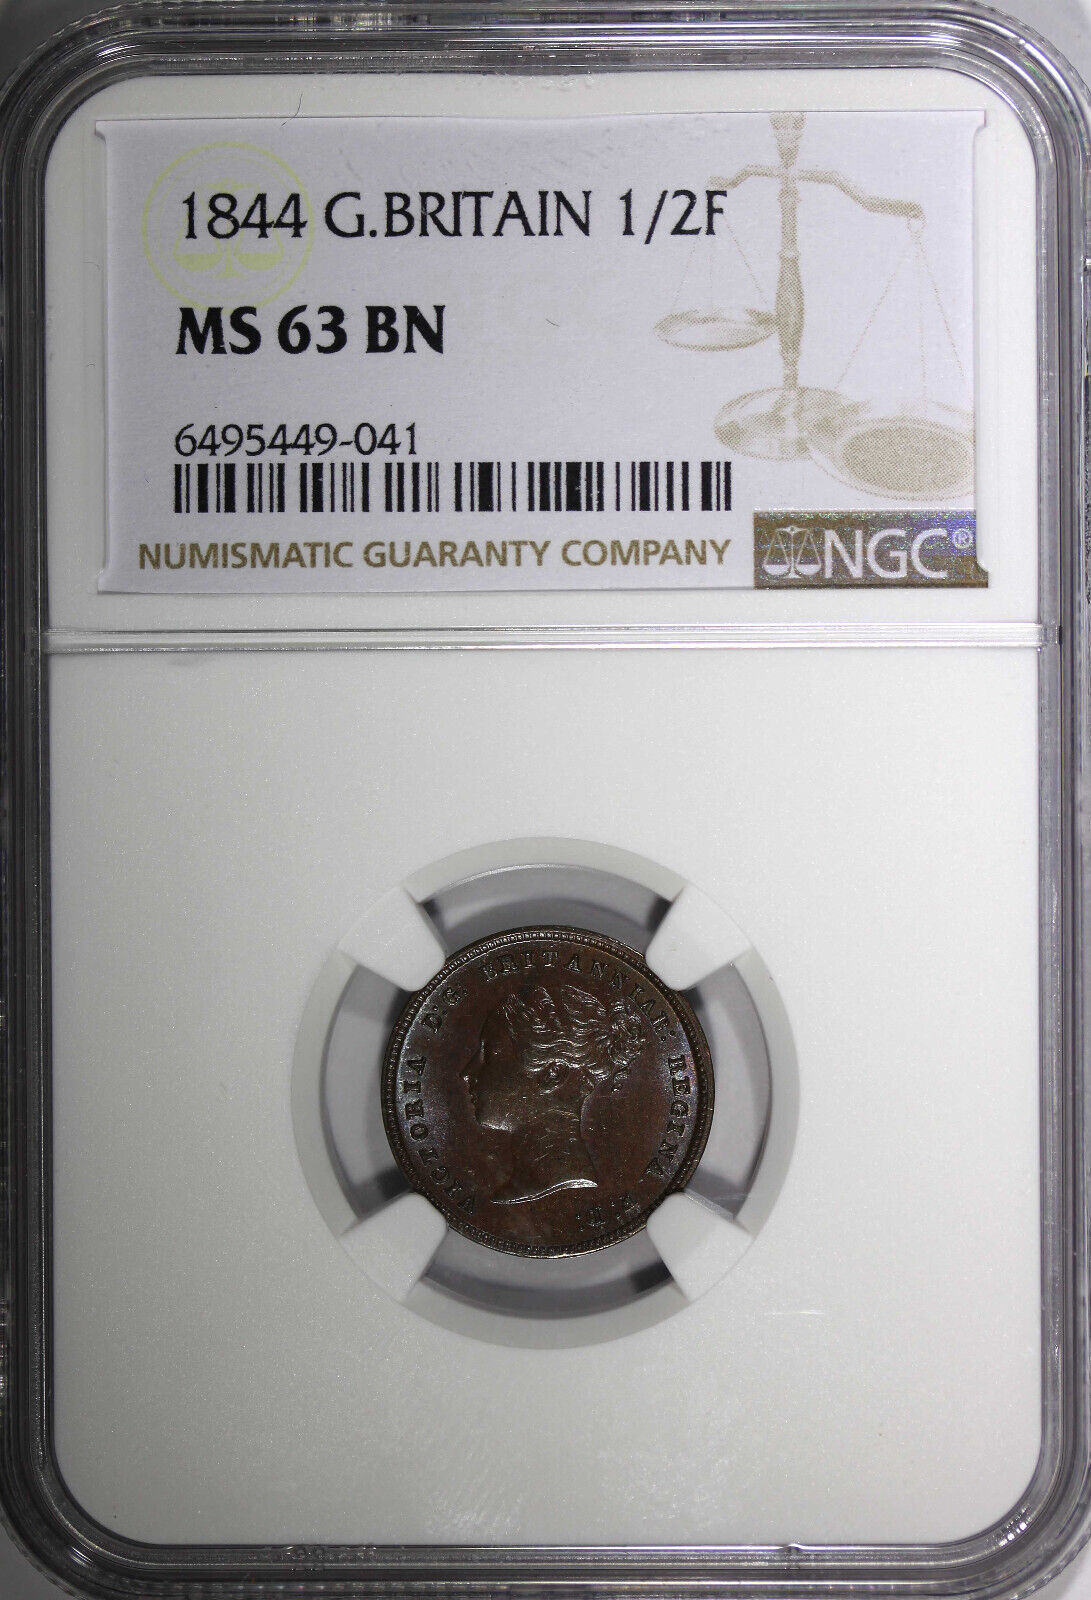 1844 G.BRITAIN 1/2F
MS 63 BN
6495449-041
NUMISMATIC GUARANTY COMPANY
NGC®
VICTORIA D:G: BRITANNIAR: REGINA F:D: